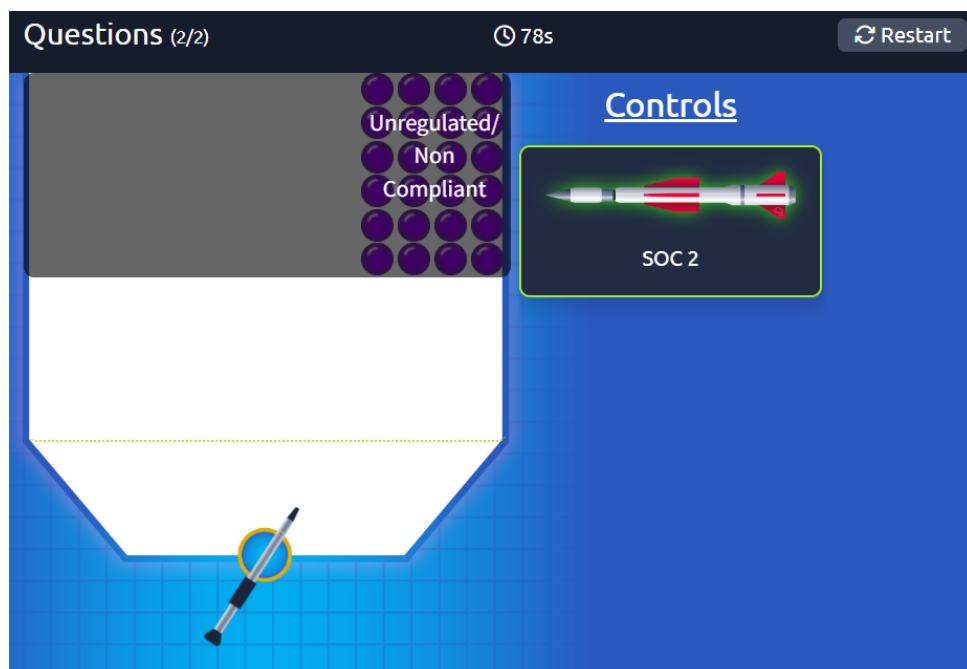 Questions (2/2)
78s
Restart
Unregulated/
Non
Compliant
Controls
SOC 2